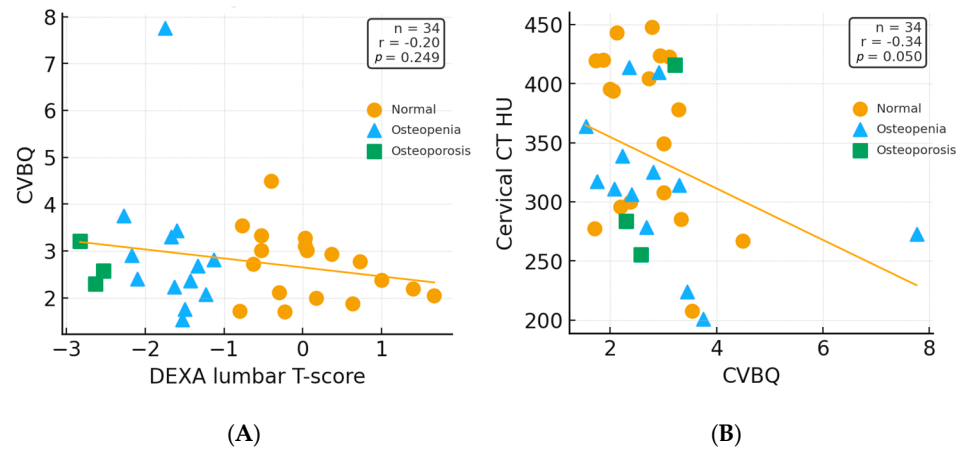 n = 34
r = -0.20
p = 0.249
Normal
Osteopenia
Osteoporosis
CVBQ
8
7
6
5
4
3
2
−3
−2
−1
0
1
DEXA lumbar T-score
(A)
n = 34
r = -0.34
p = 0.050
Normal
Osteopenia
Osteoporosis
Cervical CT HU
450
400
350
300
250
200
2
4
6
8
CVBQ
(B)